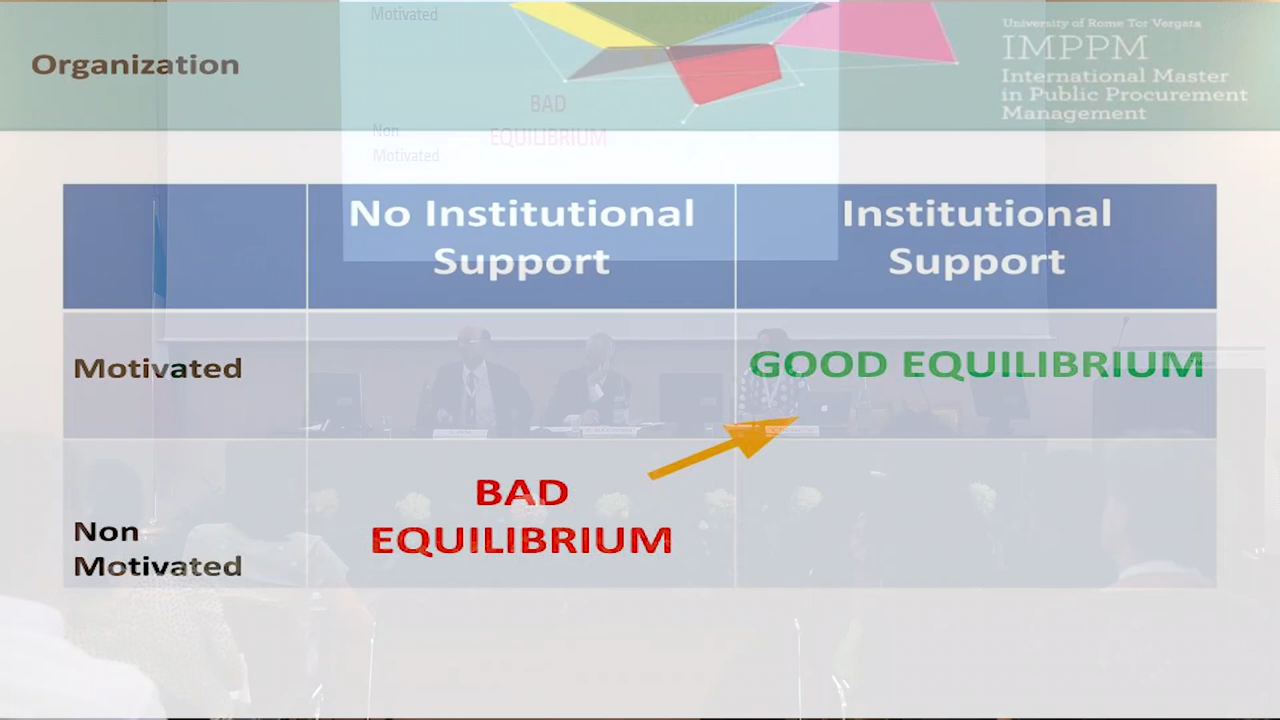 Motivated
Organization
University of Rome Tor Vergata
IMPPM
International Master
in Public Procurement
Management
BAD
EQUILIBRIUM
Non
Motivated
No Institutional
Support
Institutional
Support
Motivated
GOOD EQUILIBRIUM
BAD
EQUILIBRIUM
Non
Motivated